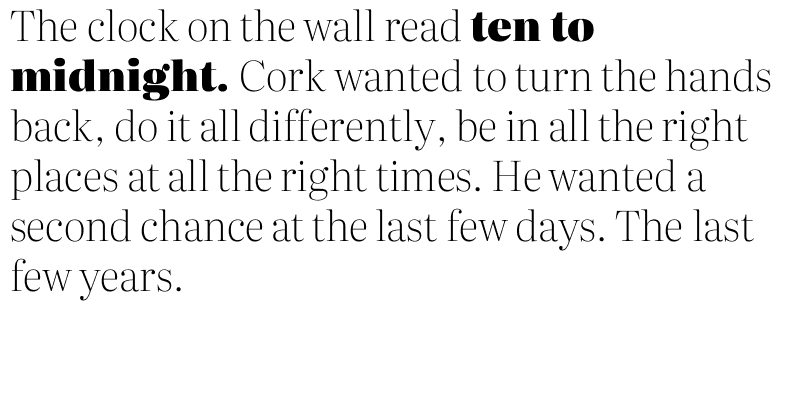 The clock on the wall read ten to
midnight. Cork wanted to turn the hands
back, do it all differently, be in all the right
places at all the right times. He wanted a
second chance at the last few days. The last
few years.